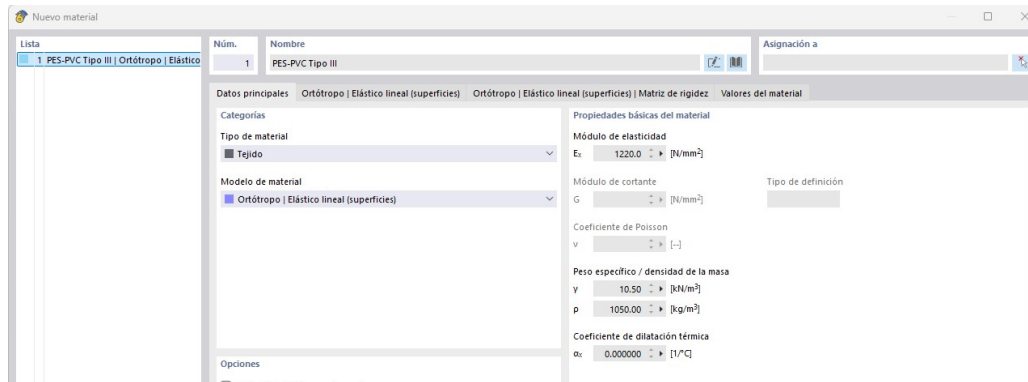 Nuevo material
Lista
1 PES-PVC Tipo III | Ortótropo | Elástico
Núm.
1
Nombre
PES-PVC Tipo III
Asignación a
Datos principales Ortótropo | Elástico lineal (superficies) Ortótropo | Elástico lineal (superficies) | Matriz de rigidez Valores del material
Categorías
Tipo de material
Tejido
Modelo de material
Ortótropo | Elástico lineal (superficies)
Opciones
Propiedades básicas del material
Módulo de elasticidad
Ex 1220.0 [N/mm²]
Módulo de cortante Tipo de definición
G [N/mm²]
Coeficiente de Poisson
ν [--]
Peso específico / densidad de la masa
γ 10.50 [kN/m³]
ρ 1050.00 [kg/m³]
Coeficiente de dilatación térmica
αx 0.000000 [1/°C]